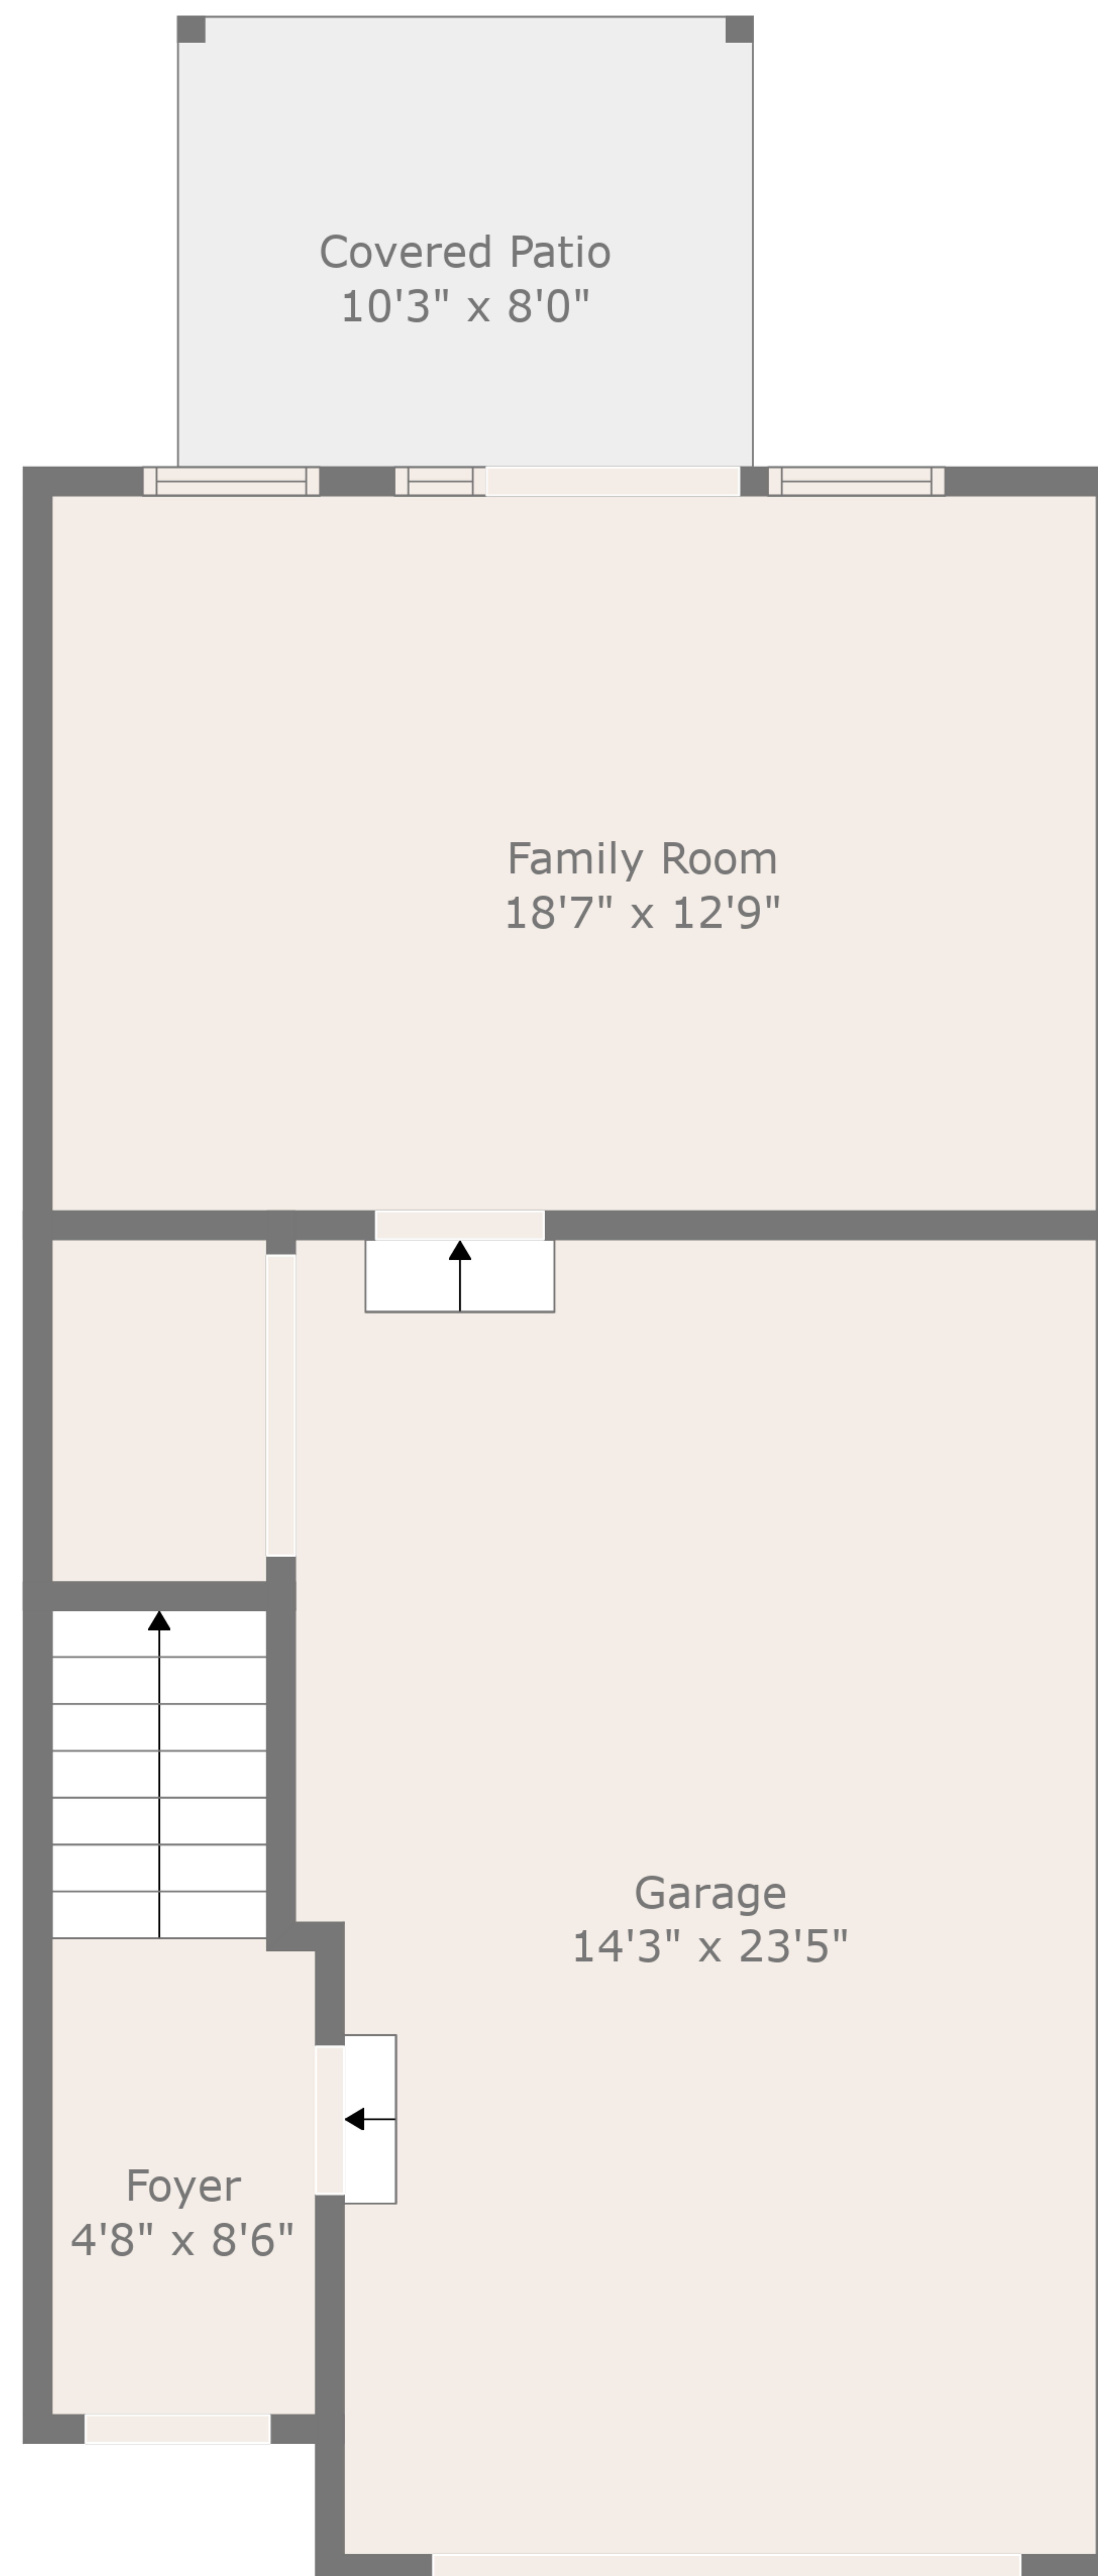 Covered Patio
10'3" x 8'0"
Family Room
18'7" x 12'9"
Garage
14'3" x 23'5"
Foyer
4'8" x 8'6"